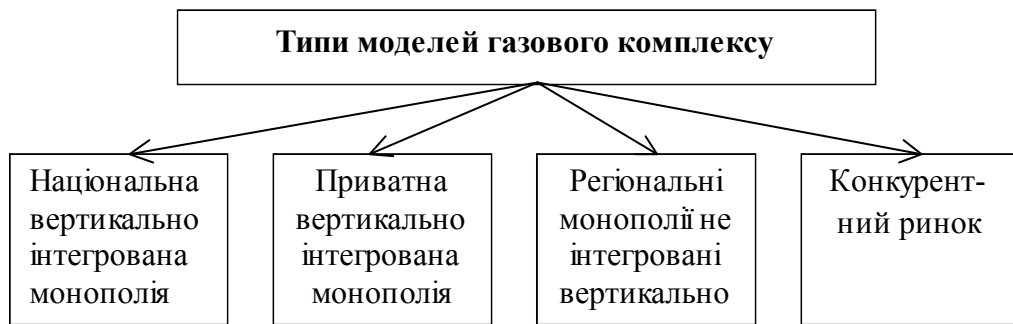 Типи моделей газового комплексу
Національна
вертикально
інтегрована
монополія
Приватна
вертикально
інтегрована
монополія
Регіональні
монополії не
інтегровані
вертикально
Конкурент-
ний ринок